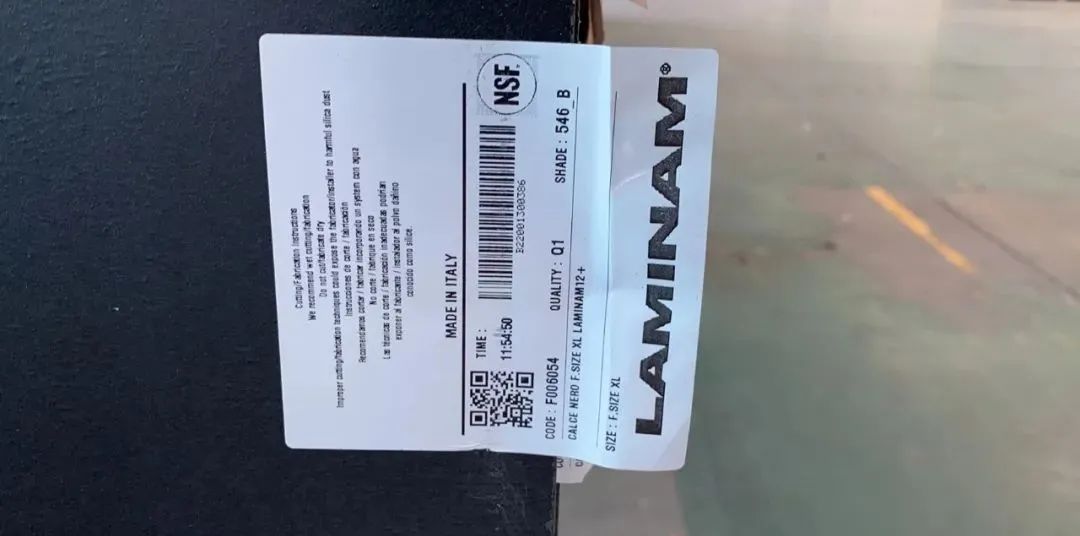 LAMINAM®
SIZE: F.SIZE XL
CALCE NERO F.SIZE XL LAMINAM12+
CODE: F006054 QUALITY: Q1 SHADE: 546_B
TIME:
11:54:50
B22001300386
NSF
MADE IN ITALY
Cutting/Fabrication Instructions
We recommend wet cutting/fabrication
Do not cut/fabricate dry
Improper cutting/fabrication techniques could expose the fabricator/installer to harmful silica dust
Instrucciones de corte / fabricación
Recomendamos cortar / fabricar incorporando un system con agua
No corte / fabrique en seco
Las técnicas de corte / fabricación inadecuadas podrían
exponer al fabricante / instalador al polvo dañino
conocido como sílice.